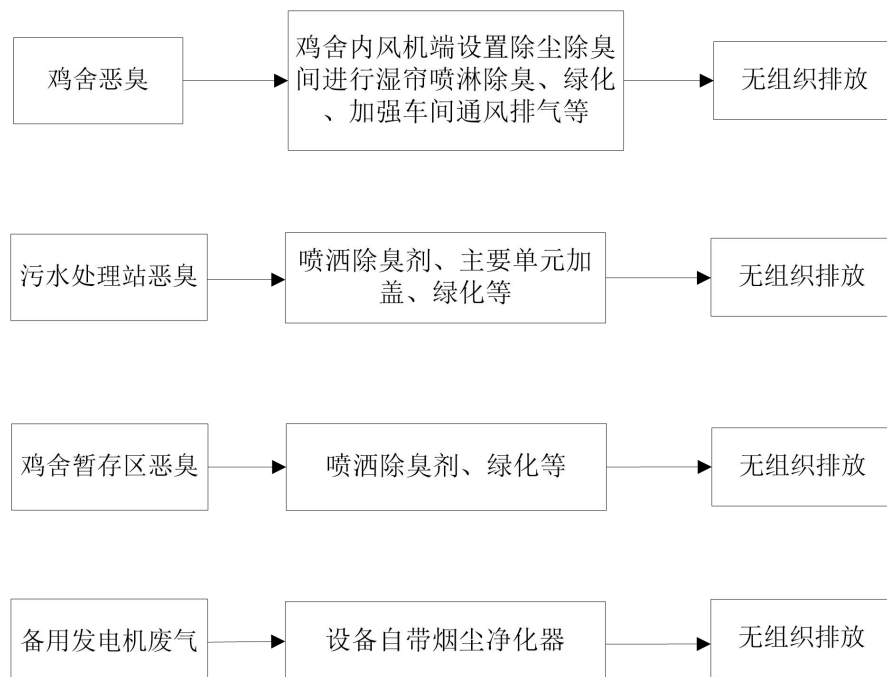 鸡舍恶臭
鸡舍内风机端设置除尘除臭
间进行湿帘喷淋除臭、绿化
、加强车间通风排气等
无组织排放
污水处理站恶臭
喷洒除臭剂、主要单元加
盖、绿化等
无组织排放
鸡舍暂存区恶臭
喷洒除臭剂、绿化等
无组织排放
备用发电机废气
设备自带烟尘净化器
无组织排放